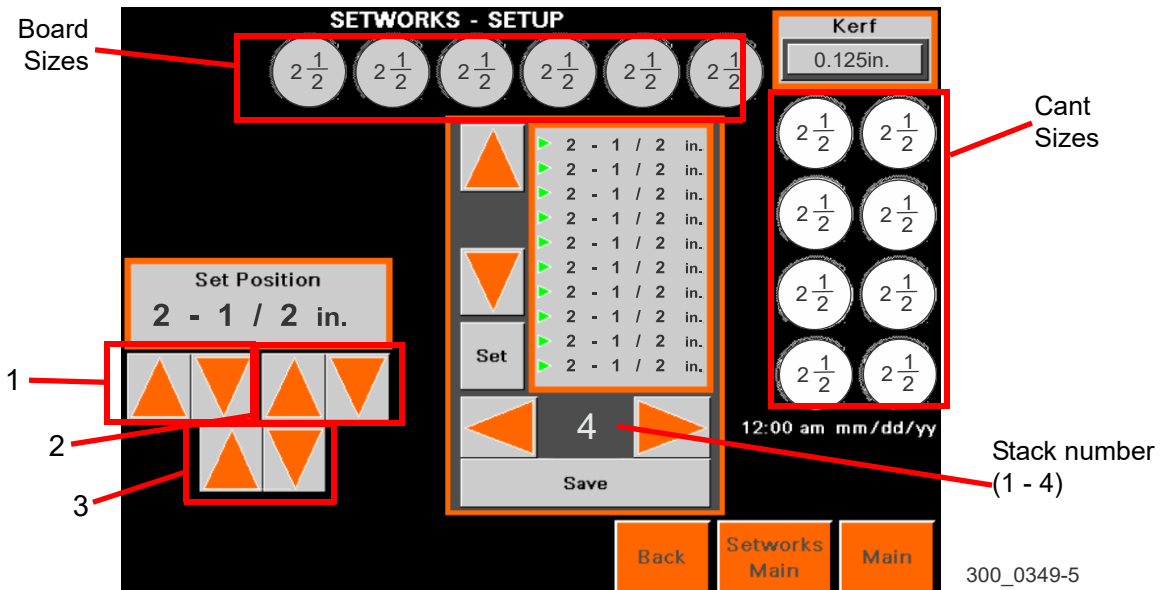 SETWORKS - SETUP
Board
Sizes
2 1/2 2 1/2 2 1/2 2 1/2 2 1/2 2 1/2
Kerf
0.125in.
Cant
Sizes
2 1/2 2 1/2
2 1/2 2 1/2
2 1/2 2 1/2
2 1/2 2 1/2
2 - 1 / 2 in.
2 - 1 / 2 in.
2 - 1 / 2 in.
2 - 1 / 2 in.
2 - 1 / 2 in.
2 - 1 / 2 in.
2 - 1 / 2 in.
2 - 1 / 2 in.
2 - 1 / 2 in.
2 - 1 / 2 in.
Set
Set Position
2 - 1 / 2 in.
1
2
3
4
Save
12:00 am mm/dd/yy
Stack number
(1 - 4)
Back
Setworks
Main
Main
300_0349-5